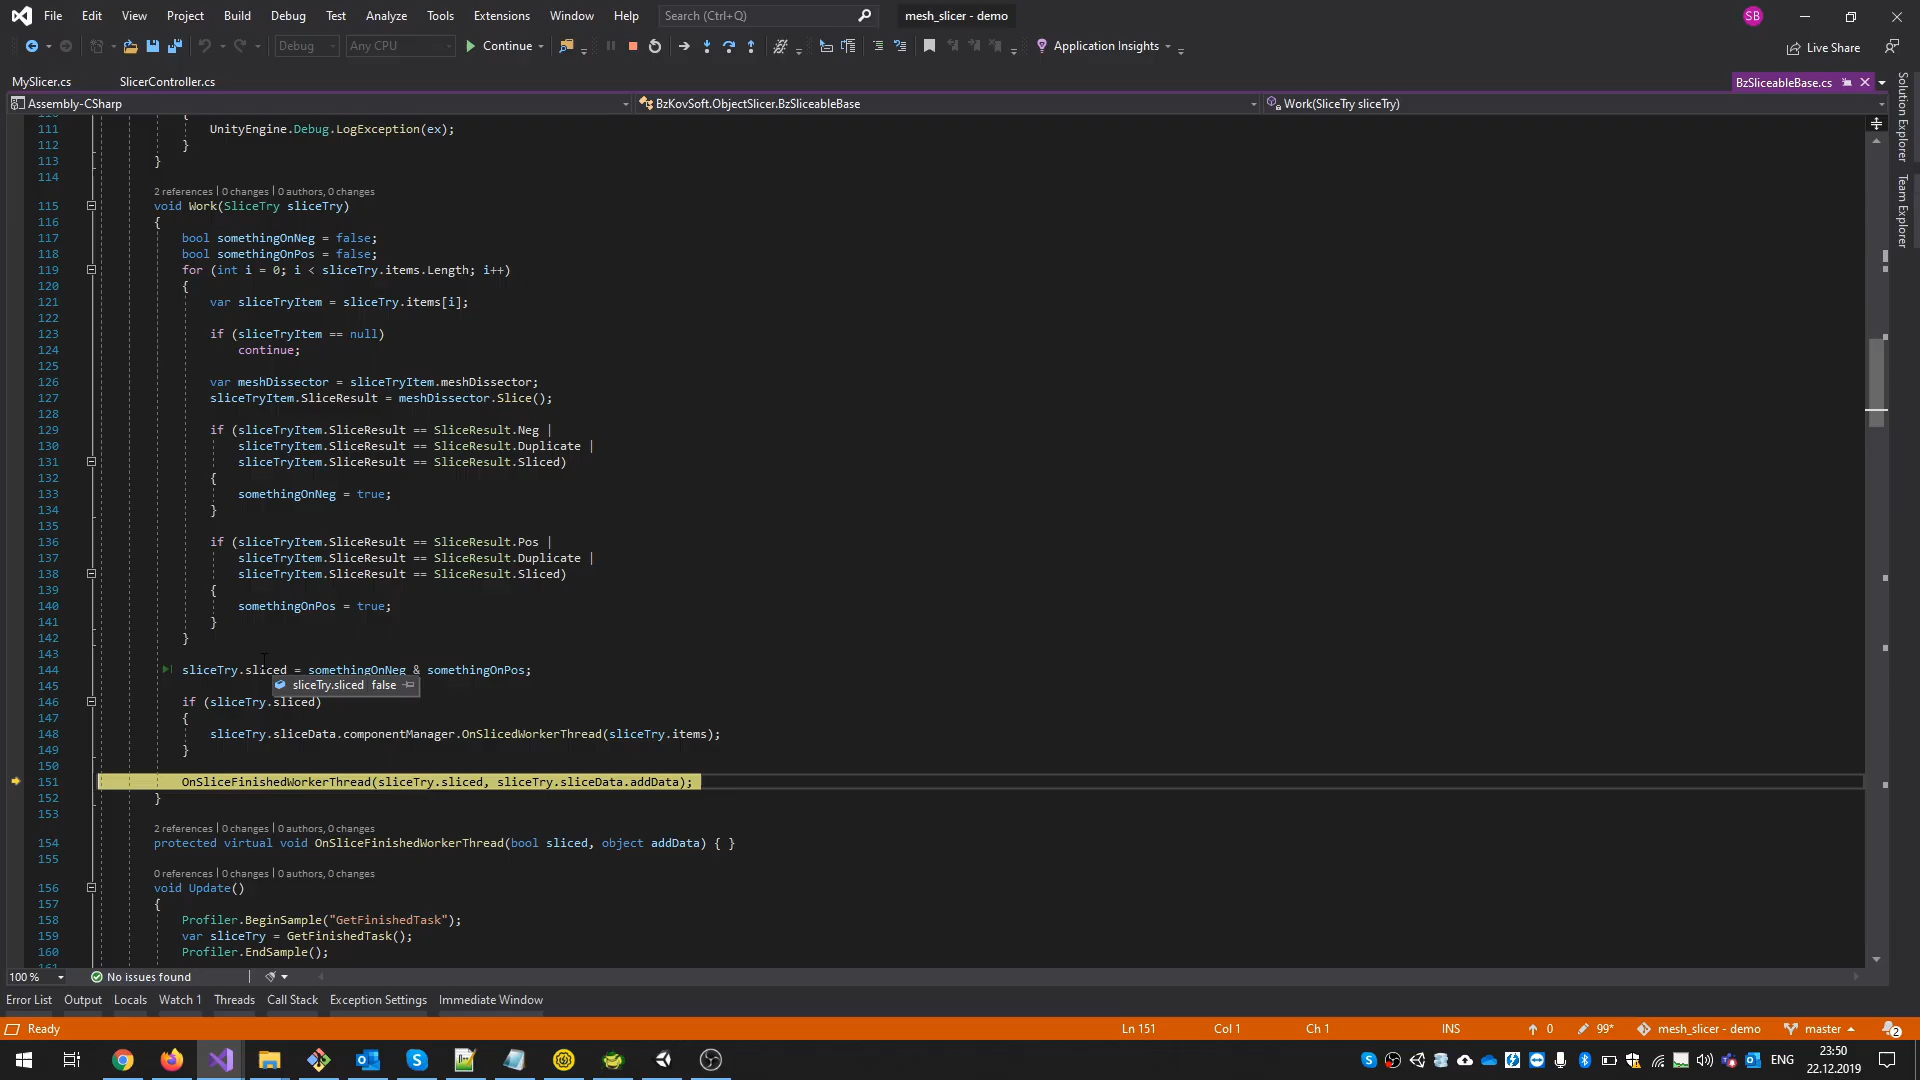 File Edit View Project Build Debug Test Analyze Tools Extensions Window Help Search (Ctrl+Q) mesh_slicer - demo SB
Debug Any CPU Continue Application Insights Live Share
MySlicer.cs SlicerController.cs BzSliceableBase.cs
Assembly-CSharp BzKovSoft.ObjectSlicer.BzSliceableBase Work(SliceTry sliceTry)
Solution Explorer
Team Explorer
110 {
111 UnityEngine.Debug.LogException(ex);
112 }
113 }
114
2 references | 0 changes | 0 authors, 0 changes
115 void Work(SliceTry sliceTry)
116 {
117 bool somethingOnNeg = false;
118 bool somethingOnPos = false;
119 for (int i = 0; i < sliceTry.items.Length; i++)
120 {
121 var sliceTryItem = sliceTry.items[i];
122
123 if (sliceTryItem == null)
124 continue;
125
126 var meshDissector = sliceTryItem.meshDissector;
127 sliceTryItem.SliceResult = meshDissector.Slice();
128
129 if (sliceTryItem.SliceResult == SliceResult.Neg |
130 sliceTryItem.SliceResult == SliceResult.Duplicate |
131 sliceTryItem.SliceResult == SliceResult.Sliced)
132 {
133 somethingOnNeg = true;
134 }
135
136 if (sliceTryItem.SliceResult == SliceResult.Pos |
137 sliceTryItem.SliceResult == SliceResult.Duplicate |
138 sliceTryItem.SliceResult == SliceResult.Sliced)
139 {
140 somethingOnPos = true;
141 }
142 }
143
144 sliceTry.sliced = somethingOnNeg & somethingOnPos;
145 sliceTry.sliced false
146 if (sliceTry.sliced)
147 {
148 sliceTry.sliceData.componentManager.OnSlicedWorkerThread(sliceTry.items);
149 }
150
151 OnSliceFinishedWorkerThread(sliceTry.sliced, sliceTry.sliceData.addData);
152 }
153
2 references | 0 changes | 0 authors, 0 changes
154 protected virtual void OnSliceFinishedWorkerThread(bool sliced, object addData) { }
155
0 references | 0 changes | 0 authors, 0 changes
156 void Update()
157 {
158 Profiler.BeginSample("GetFinishedTask");
159 var sliceTry = GetFinishedTask();
160 Profiler.EndSample();
161
100 % No issues found
Error List Output Locals Watch 1 Threads Call Stack Exception Settings Immediate Window
Ready Ln 151 Col 1 Ch 1 INS 0 99* mesh_slicer - demo master 2
ENG 23:50
22.12.2019